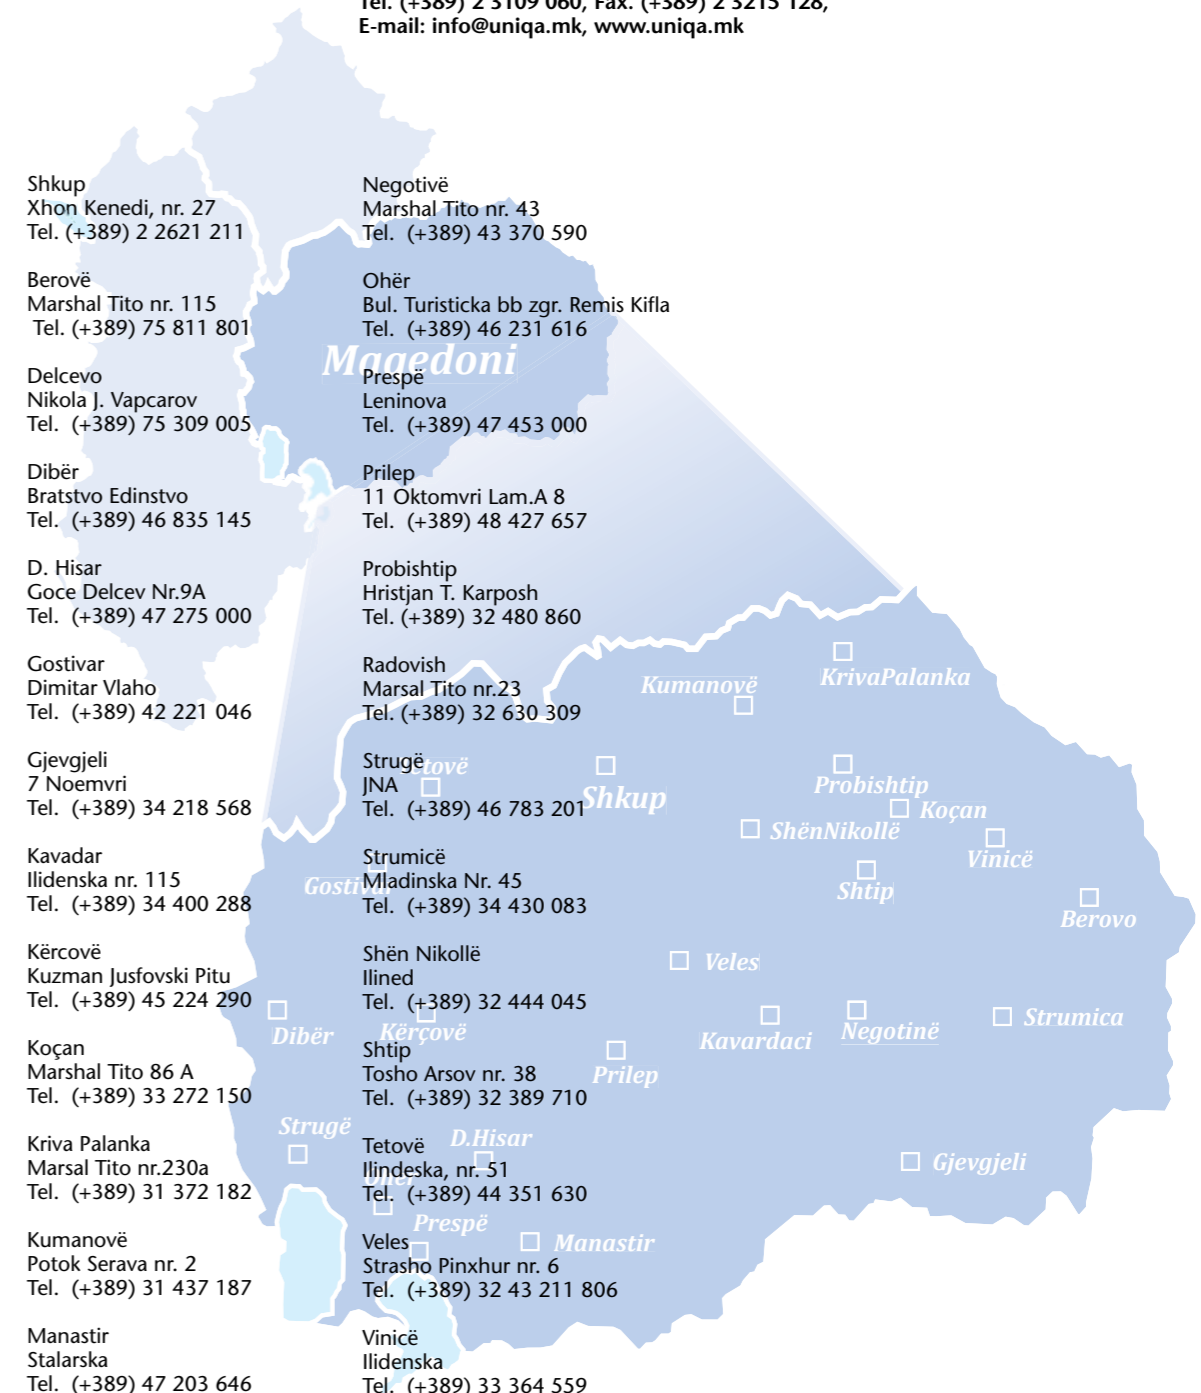 Tel. (+389) 2 3109 060, Fax. (+389) 2 3215 128,
E-mail: info@uniqa.mk, www.uniqa.mk
Shkup
Xhon Kenedi, nr. 27
Tel. (+389) 2 2621 211
Berovë
Marshal Tito nr. 115
Tel. (+389) 75 811 801
Delcevo
Nikola J. Vapcarov
Tel. (+389) 75 309 005
Dibër
Bratstvo Edinstvo
Tel. (+389) 46 835 145
D. Hisar
Goce Delcev Nr.9A
Tel. (+389) 47 275 000
Gostivar
Dimitar Vlaho
Tel. (+389) 42 221 046
Gjevgjeli
7 Noemvri
Tel. (+389) 34 218 568
Kavadar
Ilidenska nr. 115
Tel. (+389) 34 400 288
Kërcovë
Kuzman Jusfovski Pitu
Tel. (+389) 45 224 290
Koçan
Marshal Tito 86 A
Tel. (+389) 33 272 150
Kriva Palanka
Marsal Tito nr.230a
Tel. (+389) 31 372 182
Kumanovë
Potok Serava nr. 2
Tel. (+389) 31 437 187
Manastir
Stalarska
Tel. (+389) 47 203 646
Negotivë
Marshal Tito nr. 43
Tel. (+389) 43 370 590
Ohër
Bul. Turisticka bb zgr. Remis Kifla
Tel. (+389) 46 231 616
Prespë
Leninova
Tel. (+389) 47 453 000
Prilep
11 Oktomvri Lam.A 8
Tel. (+389) 48 427 657
Probishtip
Hristjan T. Karposh
Tel. (+389) 32 480 860
Radovish
Marsal Tito nr.23
Tel. (+389) 32 630 309
Strugë
JNA
Tel. (+389) 46 783 201
Strumicë
Mladinska Nr. 45
Tel. (+389) 34 430 083
Shën Nikollë
Ilined
Tel. (+389) 32 444 045
Shtip
Tosho Arsov nr. 38
Tel. (+389) 32 389 710
Tetovë
Ilindeska, nr. 51
Tel. (+389) 44 351 630
Veles
Strasho Pinxhur nr. 6
Tel. (+389) 32 43 211 806
Vinicë
Ilidenska
Tel. (+389) 33 364 559
Maqedoni
KrivaPalanka
Kumanovë
Tetovë
Shkup
Probishtip
Koçan
ShënNikollë
Vinicë
Gostivar
Shtip
Berovo
Veles
Dibër
Kërçovë
Kavardaci
Negotinë
Strumica
Prilep
Strugë
D.Hisar
Gjevgjeli
Ohër
Prespë
Manastir